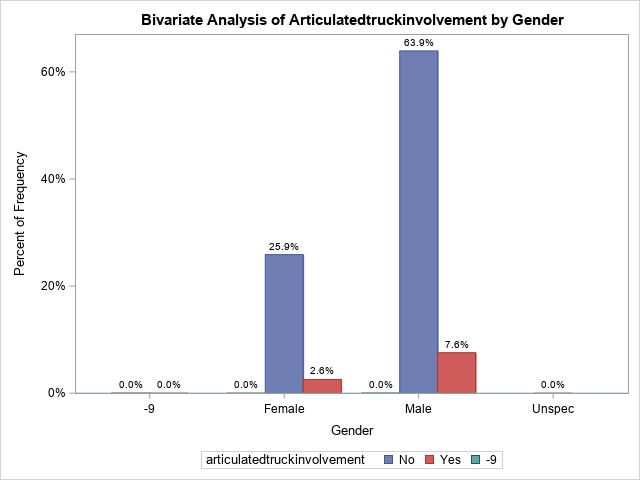 Bivariate Analysis of Articulatedtruckinvolvement by Gender
63.9%
60%
40%
25.9%
20%
7.6%
2.6%
0.0% 0.0% 0.0% 0.0% 0.0%
0%
-9 Female Male Unspec
Percent of Frequency
Gender
articulatedtruckinvolvement No Yes -9